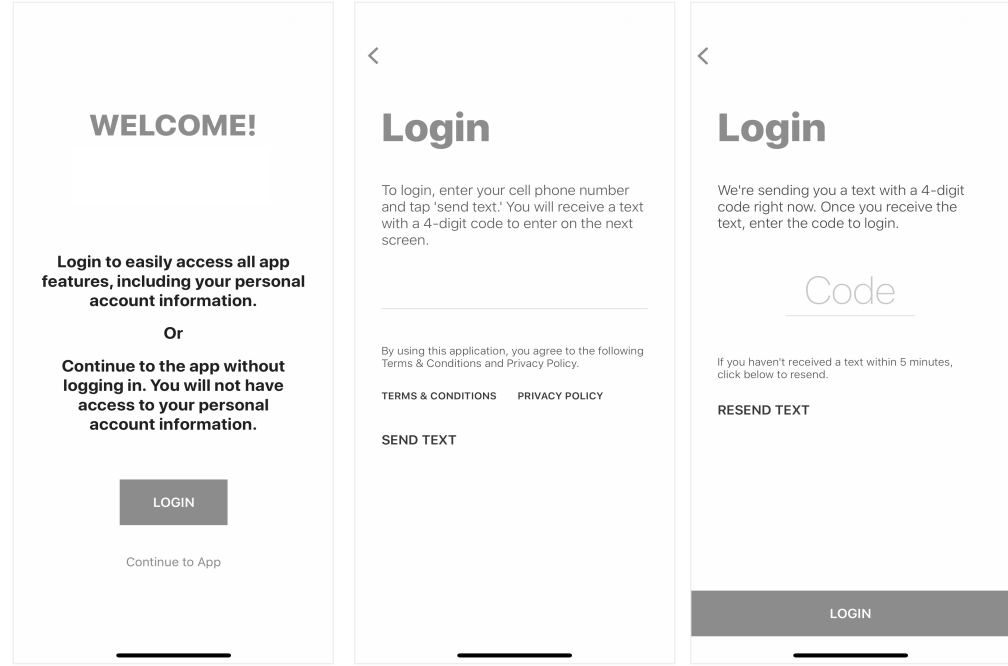 WELCOME!
Login to easily access all app
features, including your personal
account information.
Or
Continue to the app without
logging in. You will not have
access to your personal
account information.
LOGIN
Continue to App
Login
To login, enter your cell phone number
and tap 'send text.' You will receive a text
with a 4-digit code to enter on the next
screen.
By using this application, you agree to the following
Terms & Conditions and Privacy Policy.
TERMS & CONDITIONS PRIVACY POLICY
SEND TEXT
Login
We're sending you a text with a 4-digit
code right now. Once you receive the
text, enter the code to login.
Code
If you haven't received a text within 5 minutes,
click below to resend.
RESEND TEXT
LOGIN